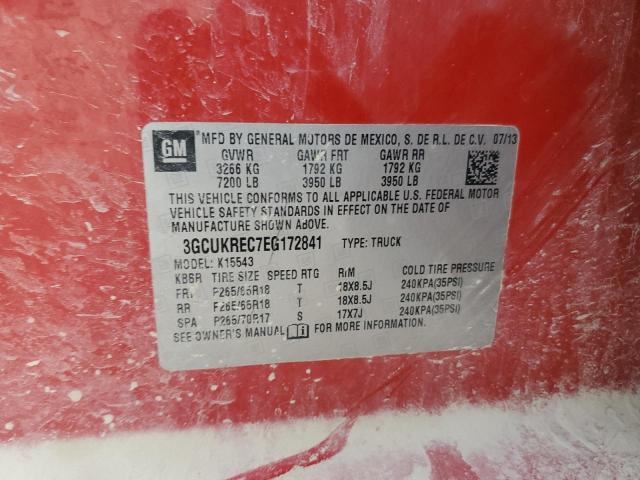 GM MFD BY GENERAL MOTORS DE MEXICO, S. DE R.L. DE C.V. 07/13
GVWR GAWR FRT GAWR RR
3266 KG 1792 KG 1792 KG
7200 LB 3950 LB 3950 LB
THIS VEHICLE CONFORMS TO ALL APPLICABLE U.S. FEDERAL MOTOR
VEHICLE SAFETY STANDARDS IN EFFECT ON THE DATE OF
MANUFACTURE SHOWN ABOVE.
3GCUKREC7EG172841 TYPE: TRUCK
MODEL: K15543
KBSR TIRE SIZE SPEED RTG RIM COLD TIRE PRESSURE
FRT P265/65R18 T 18X8.5J 240KPA(35PSI)
RR P265/65R18 T 18X8.5J 240KPA(35PSI)
SPA P265/70R17 S 17X7J 240KPA(35PSI)
SEE OWNER'S MANUAL FOR MORE INFORMATION